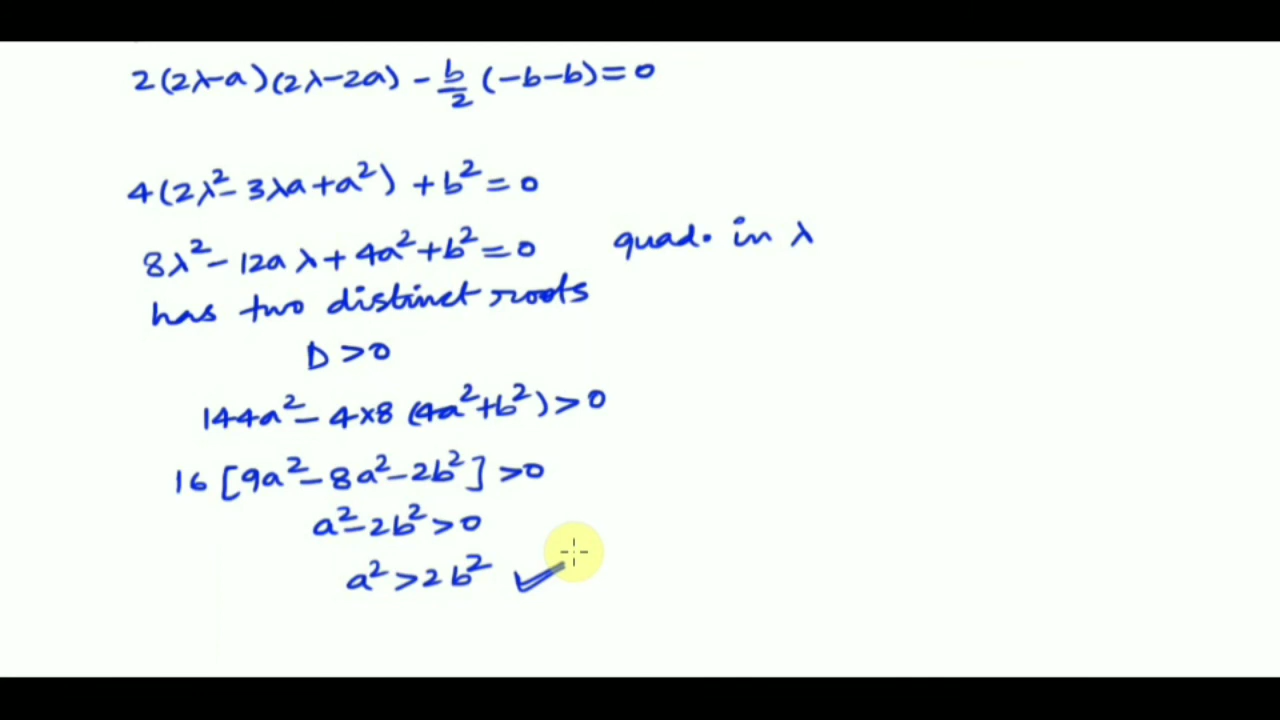 2(2λ-a)(2λ-2a) - b/2 (-b-b) = 0
4(2λ² - 3λa + a²) + b² = 0
8λ² - 12aλ + 4a² + b² = 0 quad. in λ
has two distinct roots
D > 0
144a² - 4×8 (4a² + b²) > 0
16 [9a² - 8a² - 2b²] > 0
a² - 2b² > 0
a² > 2b²